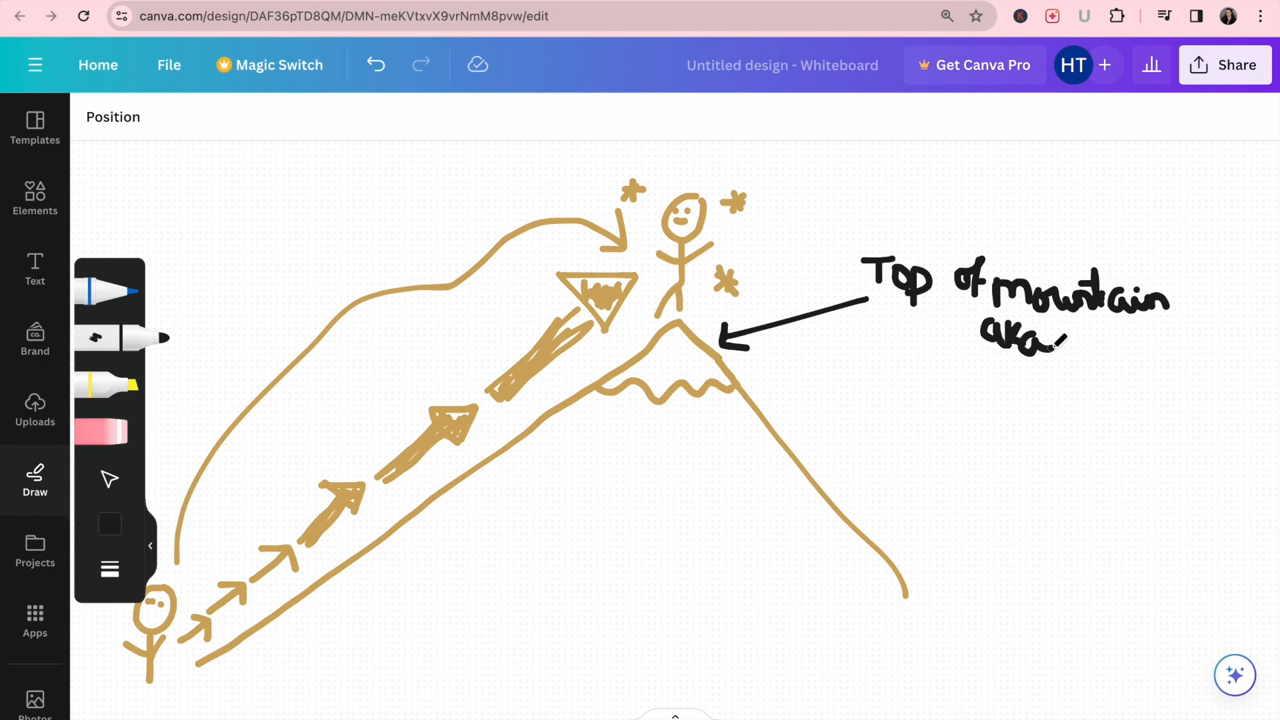 canva.com/design/DAF36pTD8QM/DMN-meKVtxvX9vrNmM8pvw/edit
Home
File
Magic Switch
Untitled design - Whiteboard
Get Canva Pro
HT
Share
Position
Templates
Elements
Text
CO.
Brand
Uploads
Draw
Projects
Apps
Photos
Top of mountain
aka